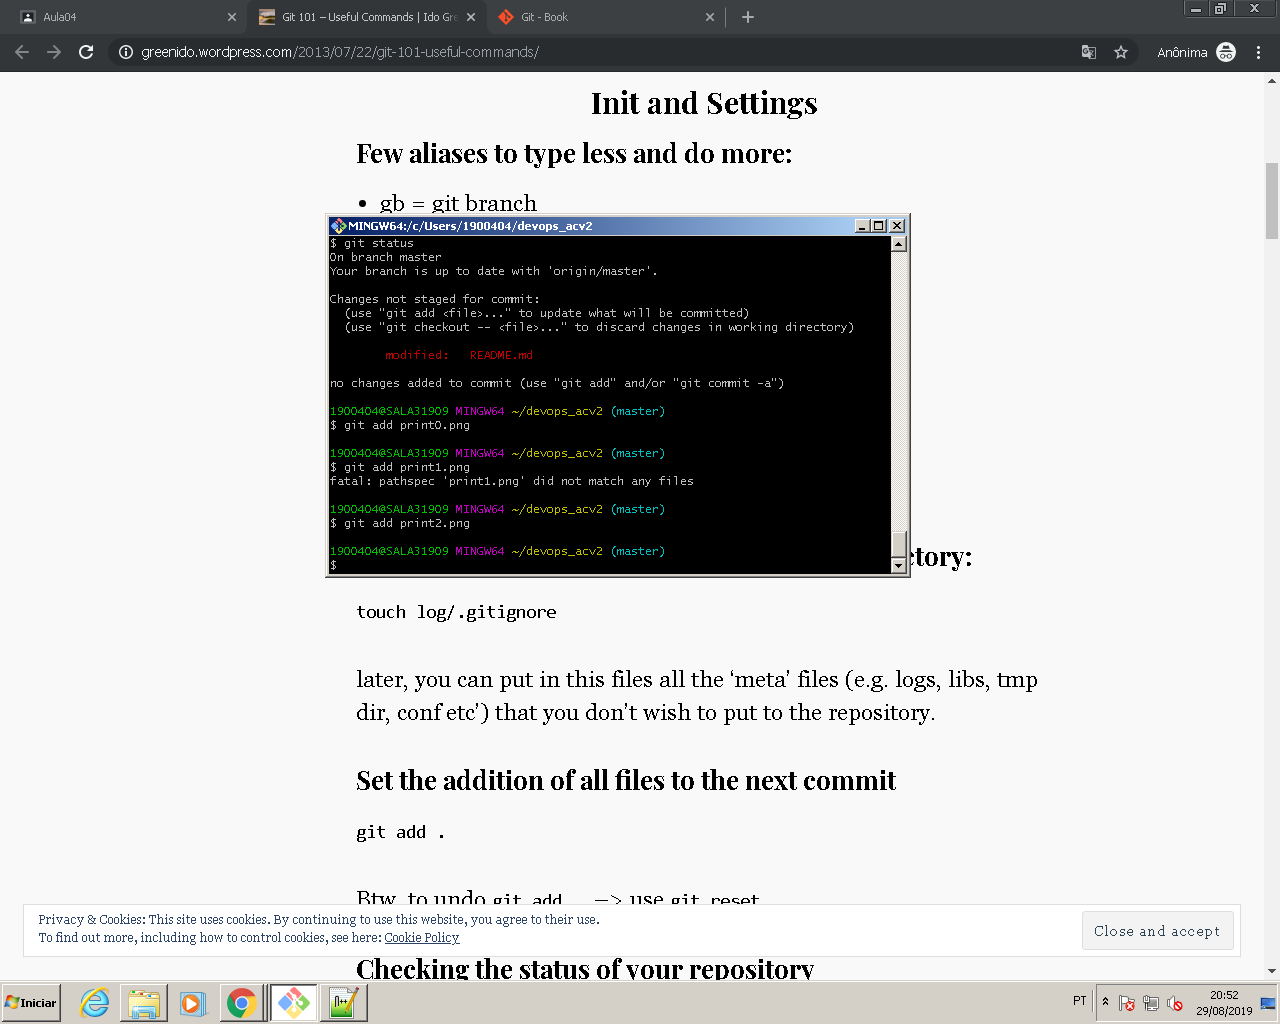 Aula04
Git 101 – Useful Commands | Ido Gre
Git - Book
greenido.wordpress.com/2013/07/22/git-101-useful-commands/
Anônima
Init and Settings
Few aliases to type less and do more:
• gb = git branch
MINGW64:/c/Users/1900404/devops_acv2
$ git status
On branch master
Your branch is up to date with 'origin/master'.
Changes not staged for commit:
(use "git add <file>..." to update what will be committed)
(use "git checkout -- <file>..." to discard changes in working directory)
modified:   README.md
no changes added to commit (use "git add" and/or "git commit -a")
1900404@SALA31909 MINGW64 ~/devops_acv2 (master)
$ git add print0.png
1900404@SALA31909 MINGW64 ~/devops_acv2 (master)
$ git add print1.png
fatal: pathspec 'print1.png' did not match any files
1900404@SALA31909 MINGW64 ~/devops_acv2 (master)
$ git add print2.png
1900404@SALA31909 MINGW64 ~/devops_acv2 (master)
$
ctory:
touch log/.gitignore
later, you can put in this files all the ‘meta’ files (e.g. logs, libs, tmp
dir, conf etc’) that you don’t wish to put to the repository.
Set the addition of all files to the next commit
git add .
Btw, to undo git add . –> use git reset
Privacy & Cookies: This site uses cookies. By continuing to use this website, you agree to their use.
To find out more, including how to control cookies, see here: Cookie Policy
Close and accept
Checking the status of your repository
Iniciar
PT
20:52
29/08/2019